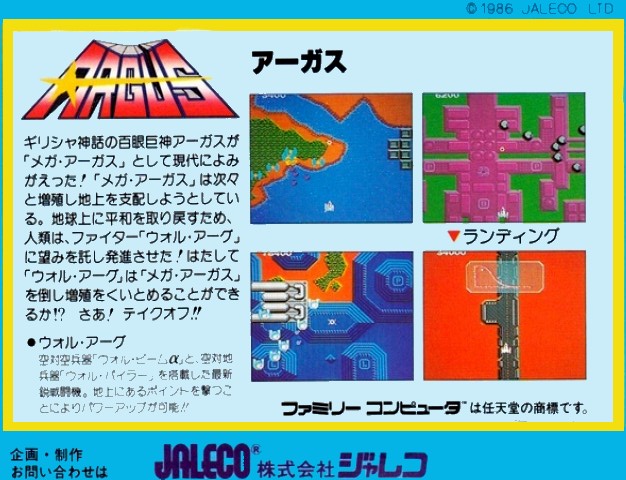 ©1986 JALECO LTD
ARGUS
アーガス
3400
6200
ギリシャ神話の百眼巨神アーガスが
「メガ・アーガス」として現代によみ
がえった!「メガ・アーガス」は次々
と増殖し地上を支配しようとしてい
る。地球上に平和を取り戻すため、
人類は、ファイター「ウォル・アーグ」
に望みを託し発進させた!はたして
「ウォル・アーグ」は「メガ・アーガス」
を倒し増殖をくいとめることができ
るか!? さあ! テイクオフ!!
▼ランディング
●ウォル・アーグ
空対空兵器「ウォル・ビームα」と、空対地
兵器「ウォル・バイラー」を搭載した最新
鋭戦闘機。地上にあるポイントを撃つこ
とによりパワーアップが可能!!
ファミリー コンピュータ™は任天堂の商標です。
企画・制作
お問い合わせは
JALECO® 株式会社ジャレコ